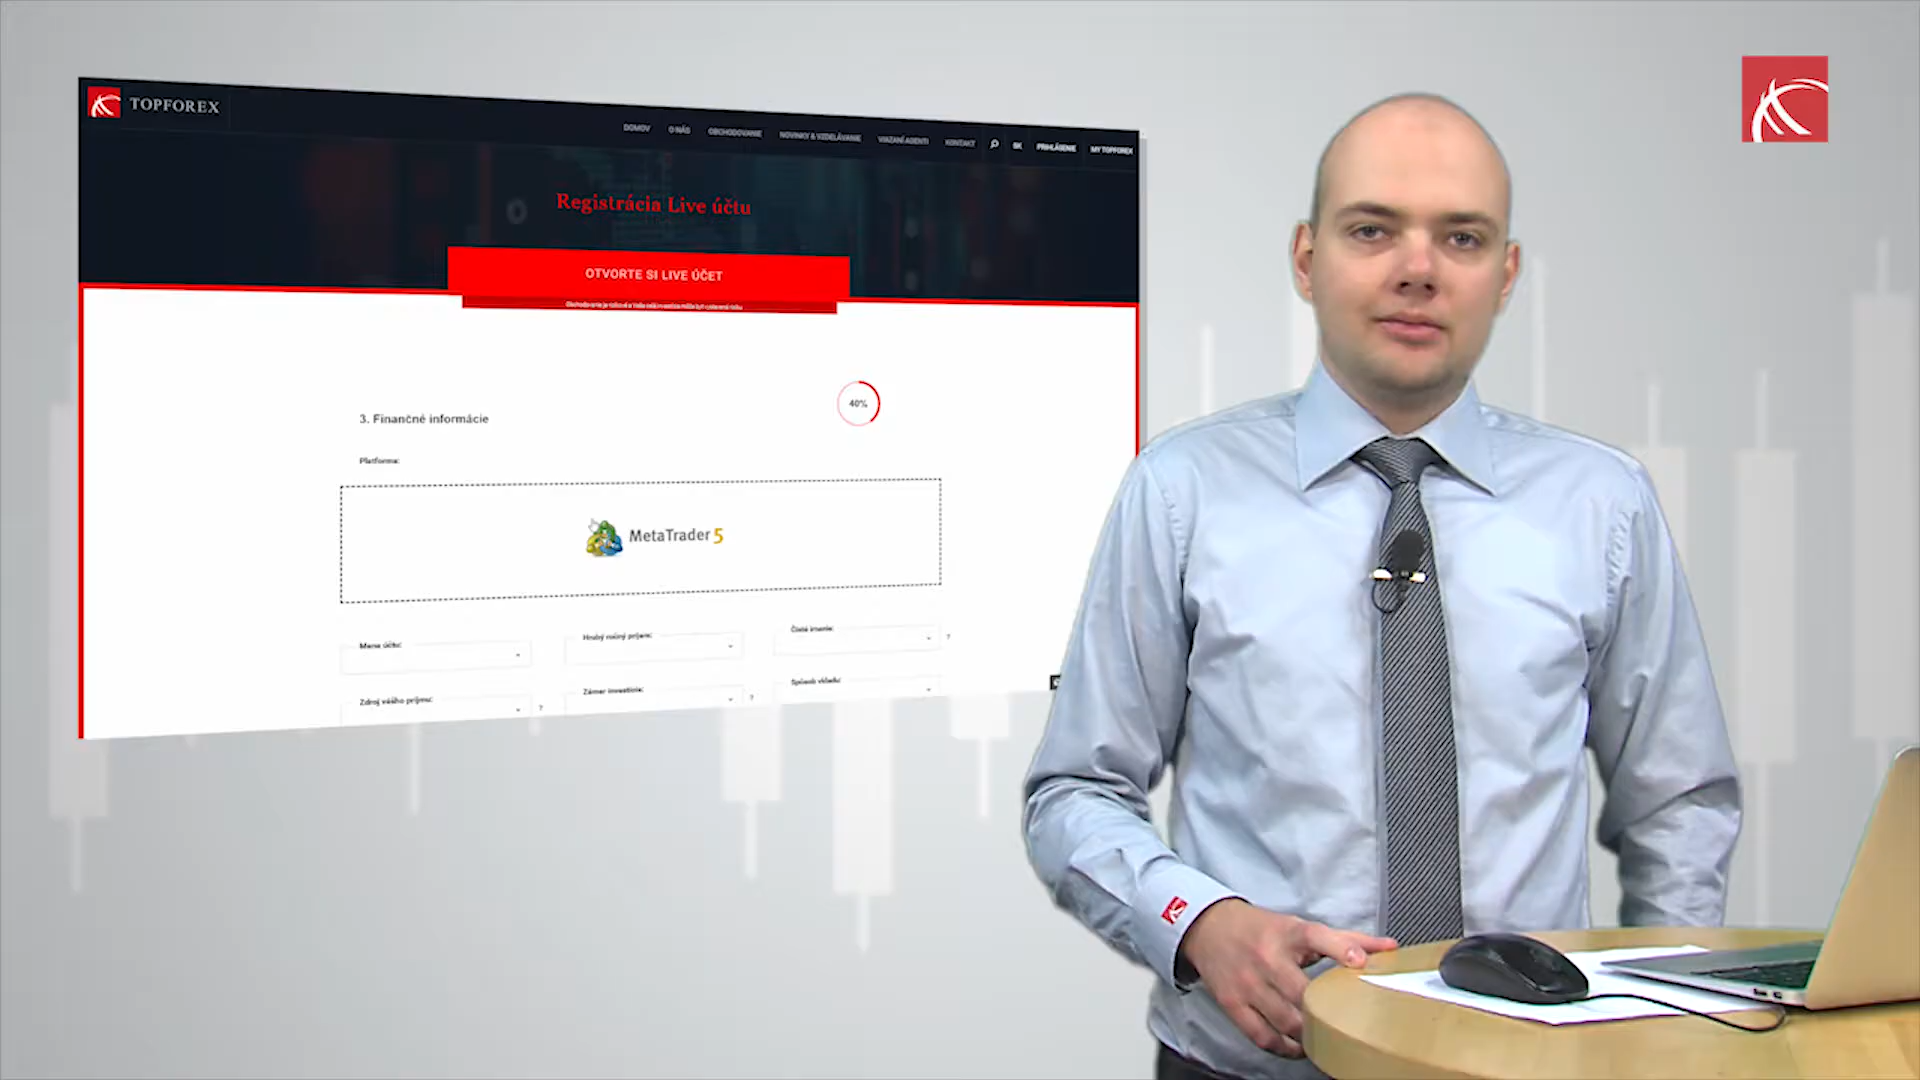 TOPFOREX
DOMOV O NÁS OBCHODOVANIE NOVINKY & VZDELÁVANIE VIAZANÍ AGENTI KONTAKT SK PRIHLÁSENIE MY TOPFOREX
Registrácia Live účtu
OTVORTE SI LIVE ÚČET
40%
3. Finančné informácie
Platforma:
MetaTrader 5
Mena účtu: Hrubý ročný príjem: Čisté imanie: ?
Zdroj vášho príjmu: ? Zámer investície: ? Spôsob vkladu: